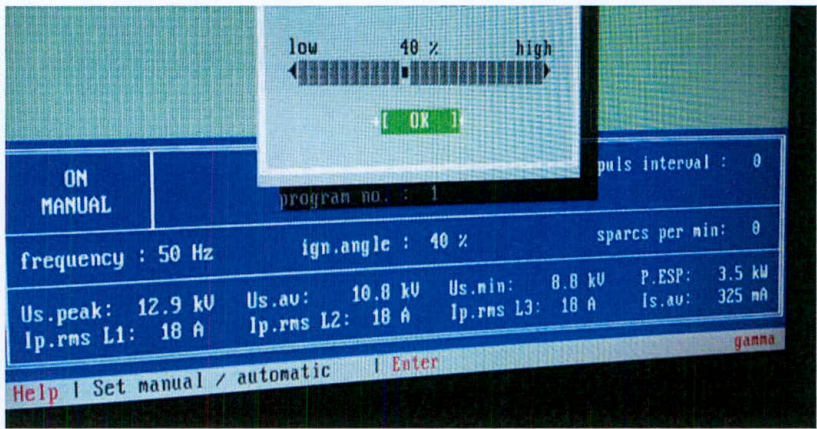 low 40 % high
[ OK ]
ON
MANUAL
puls interval : 0
program no. : 1
frequency : 50 Hz ign.angle : 40 % sparcs per min: 0
Us.peak: 12.9 kV Us.av: 10.8 kV Us.min: 8.8 kV P.ESP: 3.5 kW
Ip.rms L1: 18 A Ip.rms L2: 18 A Ip.rms L3: 18 A Is.av: 325 mA
gamma
Help | Set manual / automatic | Enter